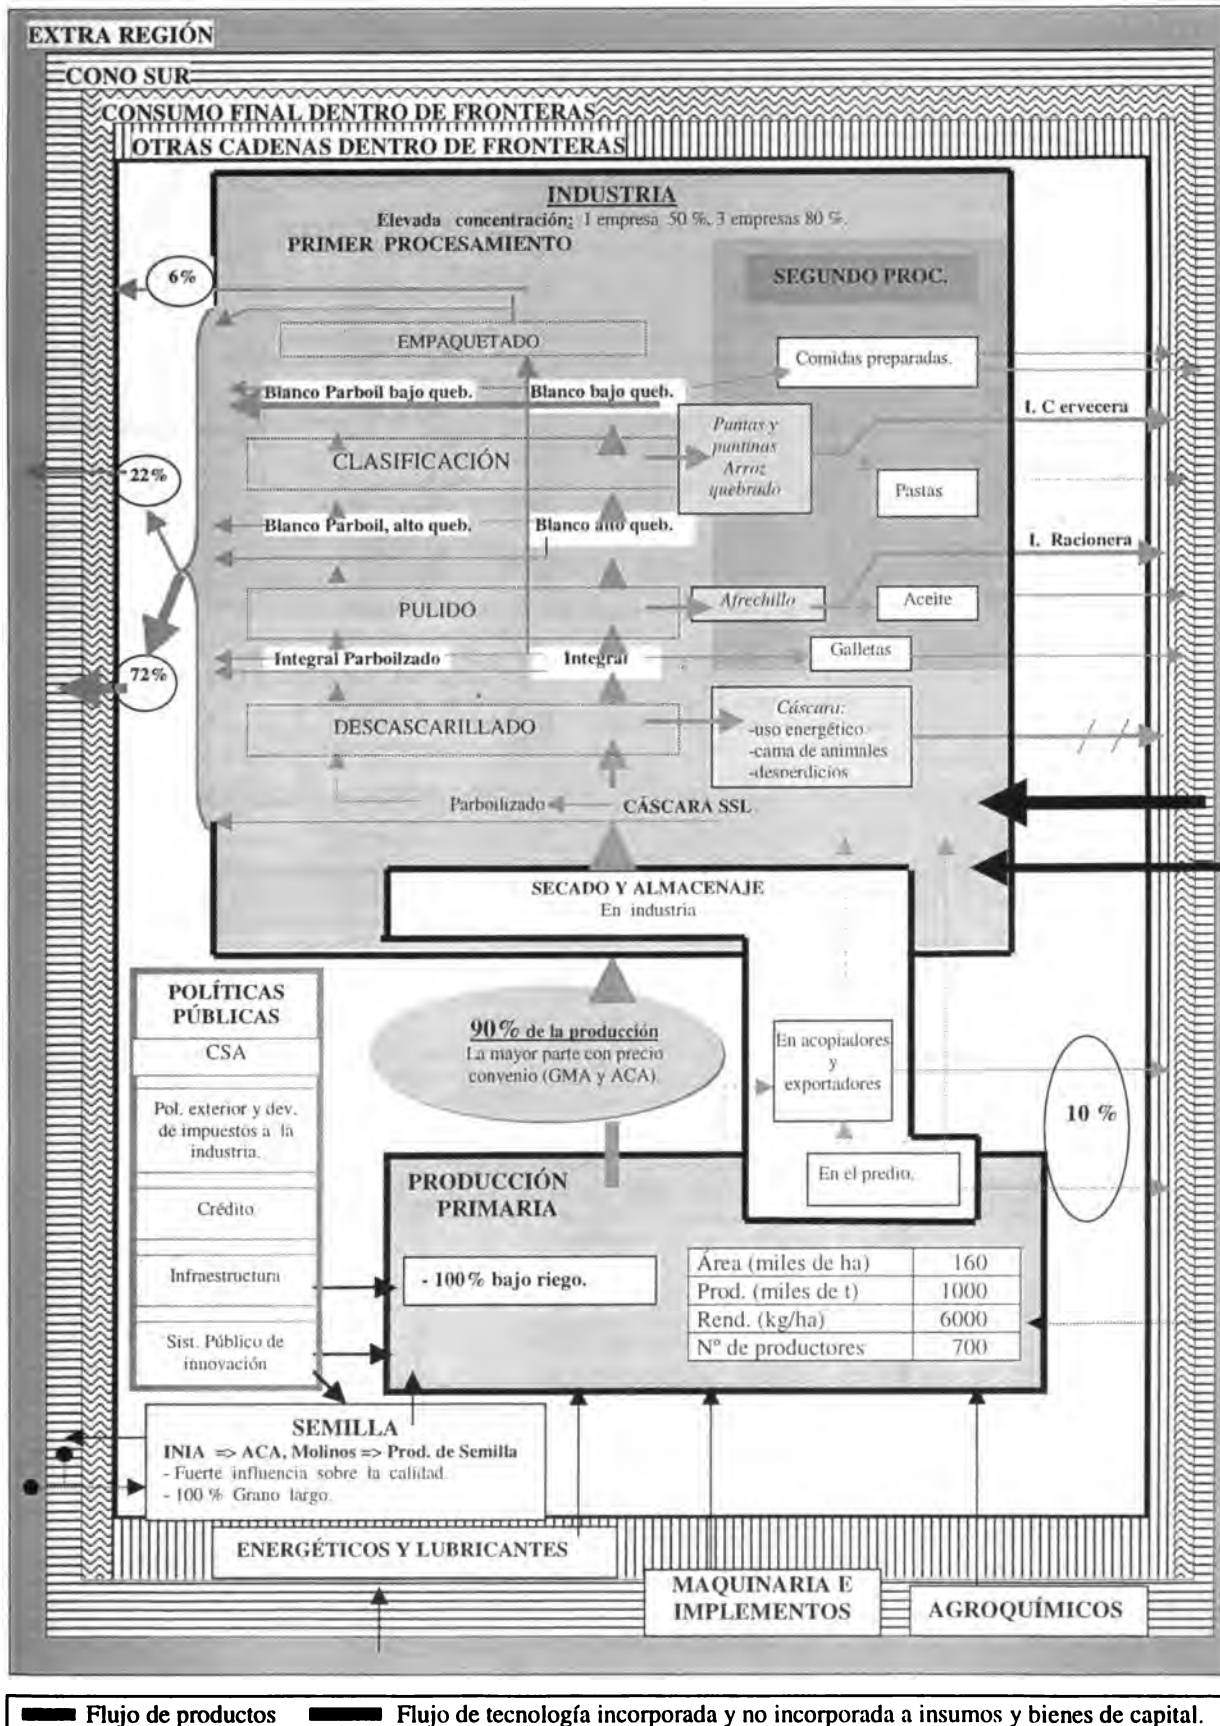 EXTRA REGIÓN
CONO SUR
CONSUMO FINAL DENTRO DE FRONTERAS
OTRAS CADENAS DENTRO DE FRONTERAS
INDUSTRIA
Elevada concentración: 1 empresa 50 %, 3 empresas 80 %.
PRIMER PROCESAMIENTO
6%
SEGUNDO PROC.
EMPAQUETADO
Comidas preparadas.
Blanco Parboil bajo queb.
Blanco bajo queb.
I. C ervecera
Puntas y
puntinas
Arroz
quebrado
CLASIFICACIÓN
22%
Pastas
Blanco Parboil, alto queb.
Blanco alto queb.
I. Racionera
PULIDO
Afrechillo
Aceite
Galletas
Integral Parboilzado
Integral
72%
DESCASCARILLADO
Cáscara:
-uso energético
-cama de animales
-desperdicios
Parboilizado
CÁSCARA SSL
SECADO Y ALMACENAJE
En industria
POLÍTICAS
PÚBLICAS
CSA
Pol. exterior y dev.
de impuestos a la
industria.
Crédito
Infraestructura
Sist. Público de
innovación
90% de la producción
La mayor parte con precio
convenio (GMA y ACA)
En acopiadores
y
exportadores
10 %
En el predio.
PRODUCCIÓN
PRIMARIA
- 100% bajo riego.
Área (miles de ha) 160
Prod. (miles de t) 1000
Rend. (kg/ha) 6000
Nº de productores 700
SEMILLA
INIA => ACA, Molinos => Prod. de Semilla
- Fuerte influencia sobre la calidad.
- 100 % Grano largo.
ENERGÉTICOS Y LUBRICANTES
MAQUINARIA E
IMPLEMENTOS
AGROQUÍMICOS
Flujo de productos
Flujo de tecnología incorporada y no incorporada a insumos y bienes de capital.